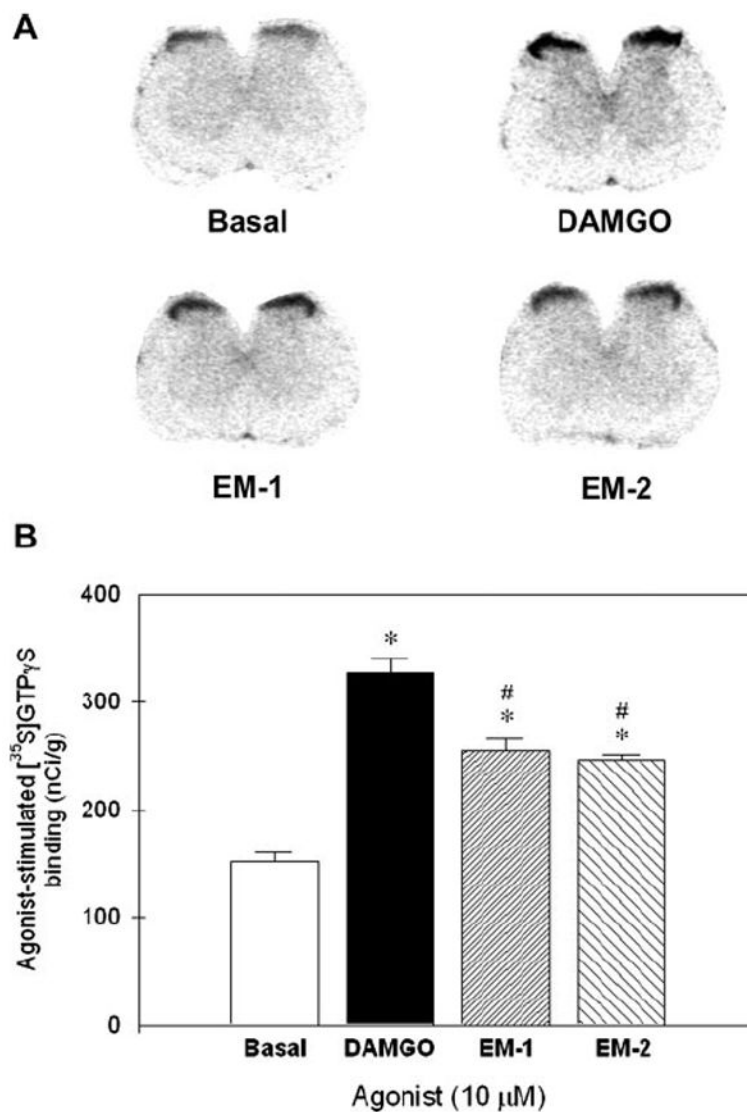 A
Basal
DAMGO
EM-1
EM-2
B
Agonist-stimulated [³⁵S]GTPγS
binding (nCi/g)
400
300
200
100
0
*
#
*
#
*
Basal
DAMGO
EM-1
EM-2
Agonist (10 μM)